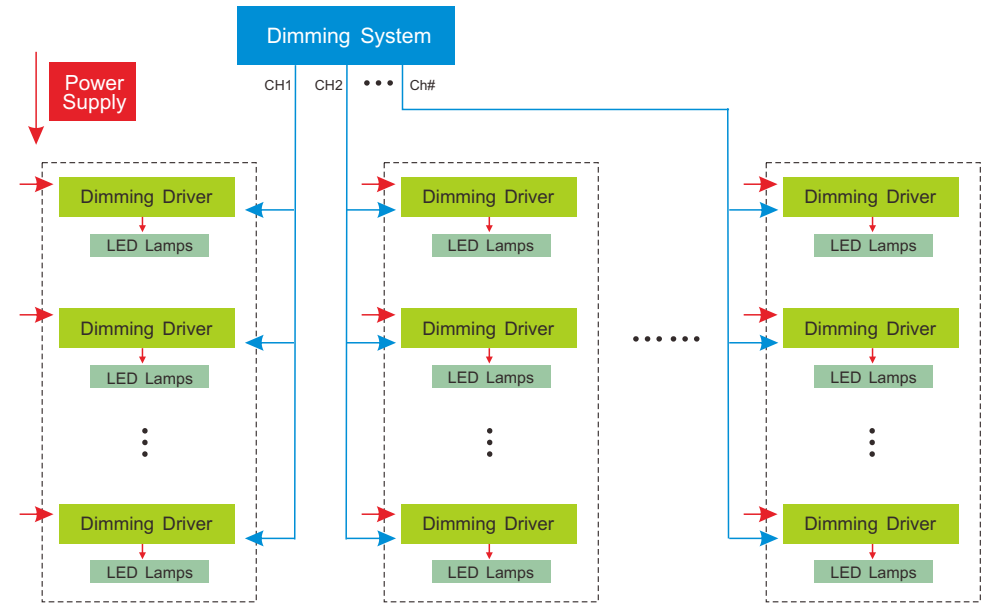 Dimming System
CH1 CH2 ••• Ch#
Power
Supply
Dimming Driver Dimming Driver Dimming Driver
LED Lamps LED Lamps LED Lamps
Dimming Driver Dimming Driver •••••• Dimming Driver
LED Lamps LED Lamps LED Lamps
Dimming Driver Dimming Driver Dimming Driver
LED Lamps LED Lamps LED Lamps